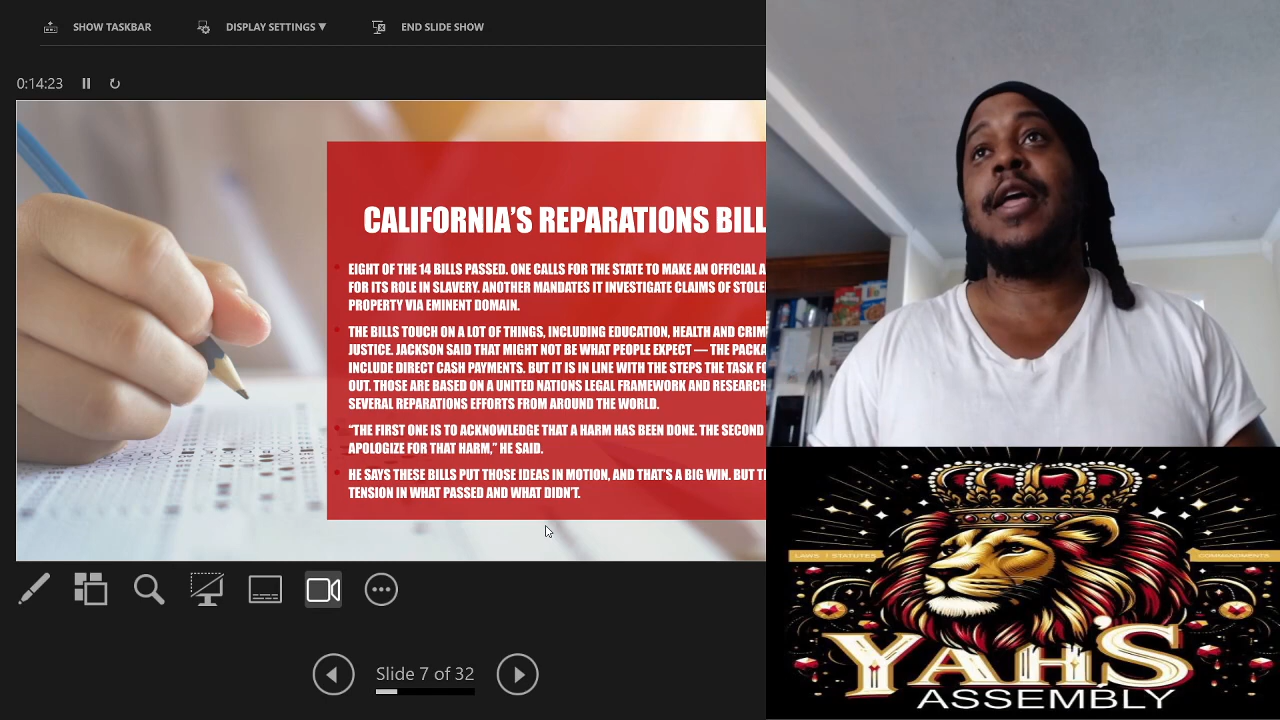 SHOW TASKBAR DISPLAY SETTINGS ▼ END SLIDE SHOW
0:14:23
CALIFORNIA'S REPARATIONS BILL
EIGHT OF THE 14 BILLS PASSED. ONE CALLS FOR THE STATE TO MAKE AN OFFICIAL A
FOR ITS ROLE IN SLAVERY. ANOTHER MANDATES IT INVESTIGATE CLAIMS OF STOLE
PROPERTY VIA EMINENT DOMAIN.
THE BILLS TOUCH ON A LOT OF THINGS, INCLUDING EDUCATION, HEALTH AND CRIM
JUSTICE. JACKSON SAID THAT MIGHT NOT BE WHAT PEOPLE EXPECT — THE PACKA
INCLUDE DIRECT CASH PAYMENTS. BUT IT IS IN LINE WITH THE STEPS THE TASK FO
OUT. THOSE ARE BASED ON A UNITED NATIONS LEGAL FRAMEWORK AND RESEARCH
SEVERAL REPARATIONS EFFORTS FROM AROUND THE WORLD.
“THE FIRST ONE IS TO ACKNOWLEDGE THAT A HARM HAS BEEN DONE. THE SECOND
APOLOGIZE FOR THAT HARM,” HE SAID.
HE SAYS THESE BILLS PUT THOSE IDEAS IN MOTION, AND THAT'S A BIG WIN. BUT T
TENSION IN WHAT PASSED AND WHAT DIDN'T.
Slide 7 of 32
LAWS STATUTES COMMANDMENTS
YAH'S
ASSEMBLY